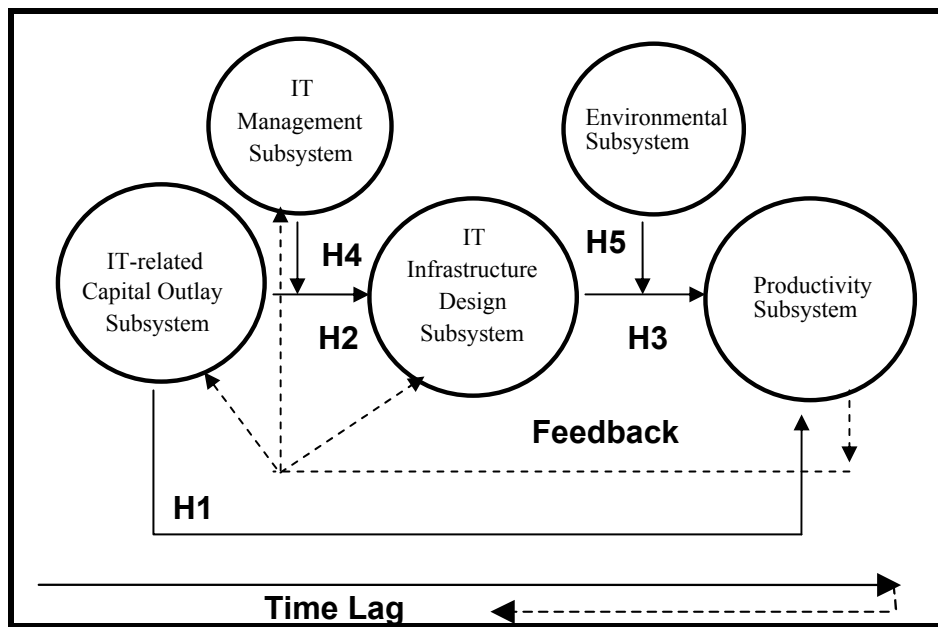 IT
Management
Subsystem
Environmental
Subsystem
IT-related
Capital Outlay
Subsystem
H4
IT
Infrastructure
Design
Subsystem
H5
Productivity
Subsystem
H2
H3
Feedback
H1
Time Lag